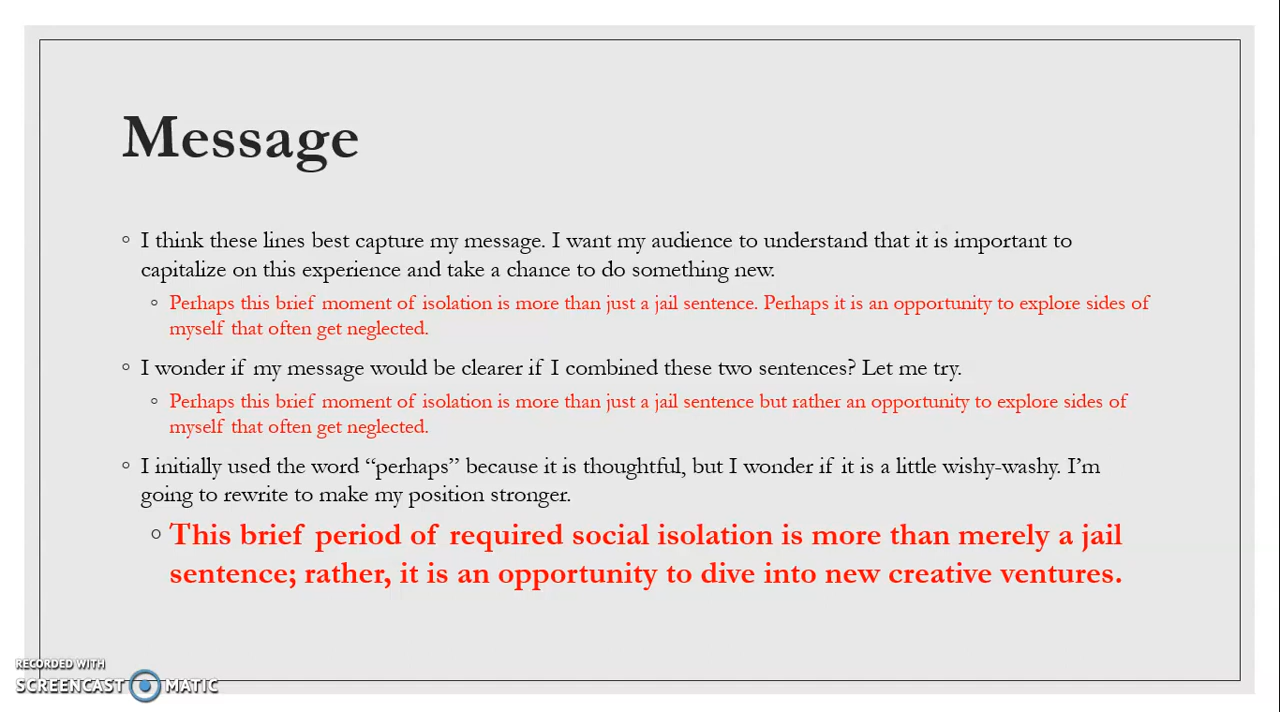 Message
I think these lines best capture my message. I want my audience to understand that it is important to
capitalize on this experience and take a chance to do something new.
Perhaps this brief moment of isolation is more than just a jail sentence. Perhaps it is an opportunity to explore sides of
myself that often get neglected.
I wonder if my message would be clearer if I combined these two sentences? Let me try.
Perhaps this brief moment of isolation is more than just a jail sentence but rather an opportunity to explore sides of
myself that often get neglected.
I initially used the word “perhaps” because it is thoughtful, but I wonder if it is a little wishy-washy. I’m
going to rewrite to make my position stronger.
This brief period of required social isolation is more than merely a jail
sentence; rather, it is an opportunity to dive into new creative ventures.
RECORDED WITH
SCREENCAST MATIC